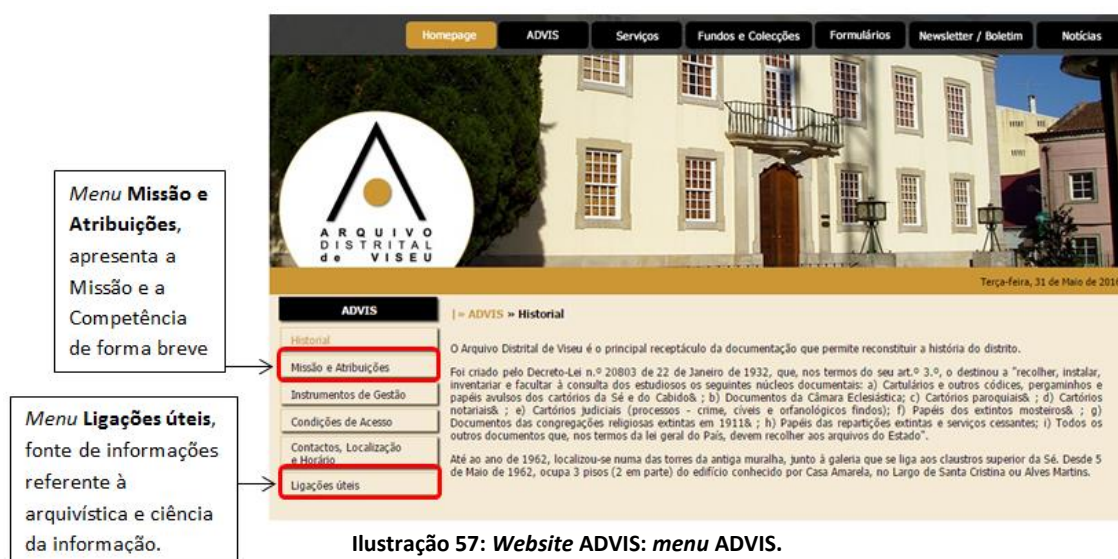 Homepage ADVIS Serviços Fundos e Colecções Formulários Newsletter / Boletim Notícias
ARQUIVO
DISTRITAL
de VISEU
Terça-feira, 31 de Maio de 2016
Menu Missão e
Atribuições,
apresenta a
Missão e a
Competência
de forma breve
Menu Ligações úteis,
fonte de informações
referente à
arquivística e ciência
da informação.
ADVIS
Historial
Missão e Atribuições
Instrumentos de Gestão
Condições de Acesso
Contactos, Localização
e Horário
Ligações úteis
|» ADVIS » Historial
O Arquivo Distrital de Viseu é o principal receptáculo da documentação que permite reconstituir a história do distrito.
Foi criado pelo Decreto-Lei n.º 20803 de 22 de Janeiro de 1932, que, nos termos do seu art.º 3.º, o destinou a "recolher, instalar,
inventariar e facultar à consulta dos estudiosos os seguintes núcleos documentais: a) Cartulários e outros códices, pergaminhos e
papéis avulsos dos cartórios da Sé e do Cabido& ; b) Documentos da Câmara Eclesiástica; c) Cartórios paroquiais& ; d) Cartórios
notariais& ; e) Cartórios judiciais (processos - crime, cíveis e orfanológicos findos); f) Papéis dos extintos mosteiros& ; g)
Documentos das congregações religiosas extintas em 1911& ; h) Papéis das repartições extintas e serviços cessantes; i) Todos os
outros documentos que, nos termos da lei geral do País, devem recolher aos arquivos do Estado".
Até ao ano de 1962, localizou-se numa das torres da antiga muralha, junto à galeria que se liga aos claustros superior da Sé. Desde 5
de Maio de 1962, ocupa 3 pisos (2 em parte) do edifício conhecido por Casa Amarela, no Largo de Santa Cristina ou Alves Martins.
Ilustração 57: Website ADVIS: menu ADVIS.